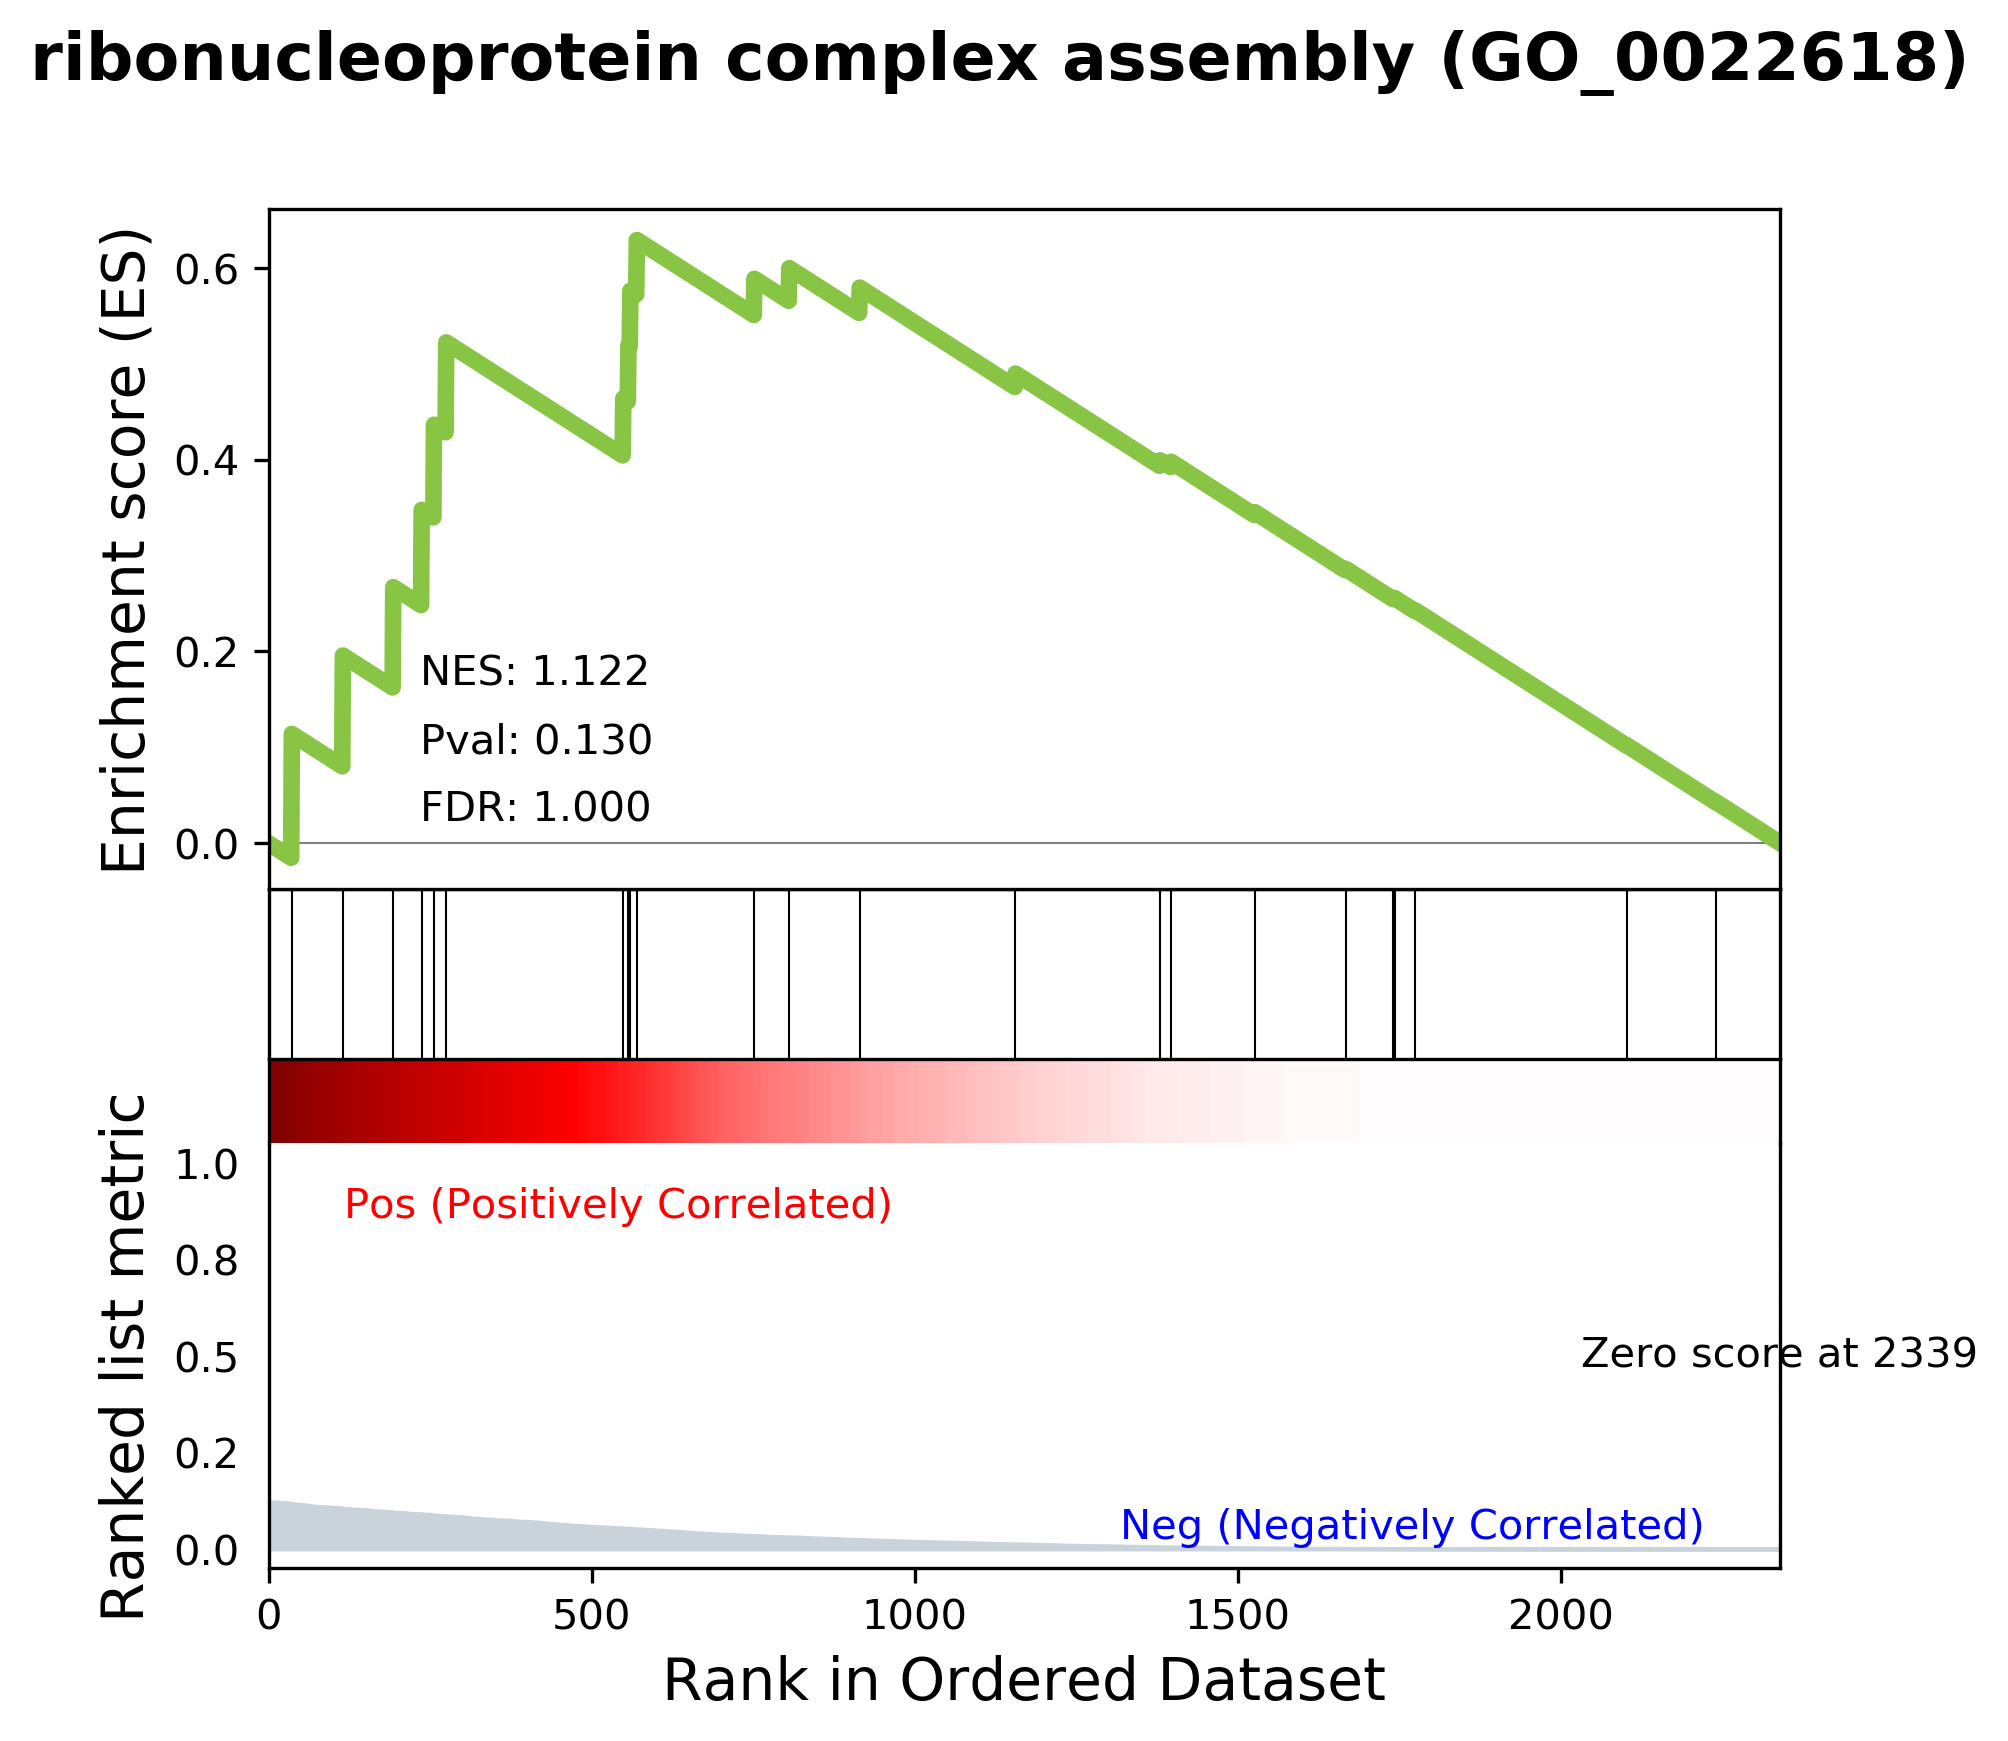 ribonucleoprotein complex assembly (GO_0022618)
Enrichment score (ES)
0.6
0.4
0.2
0.0
NES: 1.122
Pval: 0.130
FDR: 1.000
Ranked list metric
1.0
0.8
0.5
0.2
0.0
Pos (Positively Correlated)
Zero score at 2339
Neg (Negatively Correlated)
0 500 1000 1500 2000
Rank in Ordered Dataset